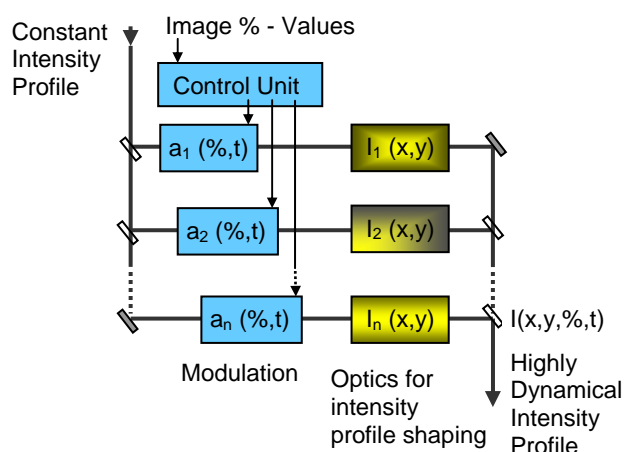 Constant
Intensity
Profile
Image % - Values
Control Unit
a₁ (%,t)
I₁ (x,y)
a₂ (%,t)
I₂ (x,y)
aₙ (%,t)
Iₙ (x,y)
I(x,y,%,t)
Modulation
Optics for
intensity
profile shaping
Highly
Dynamical
Intensity
Profile